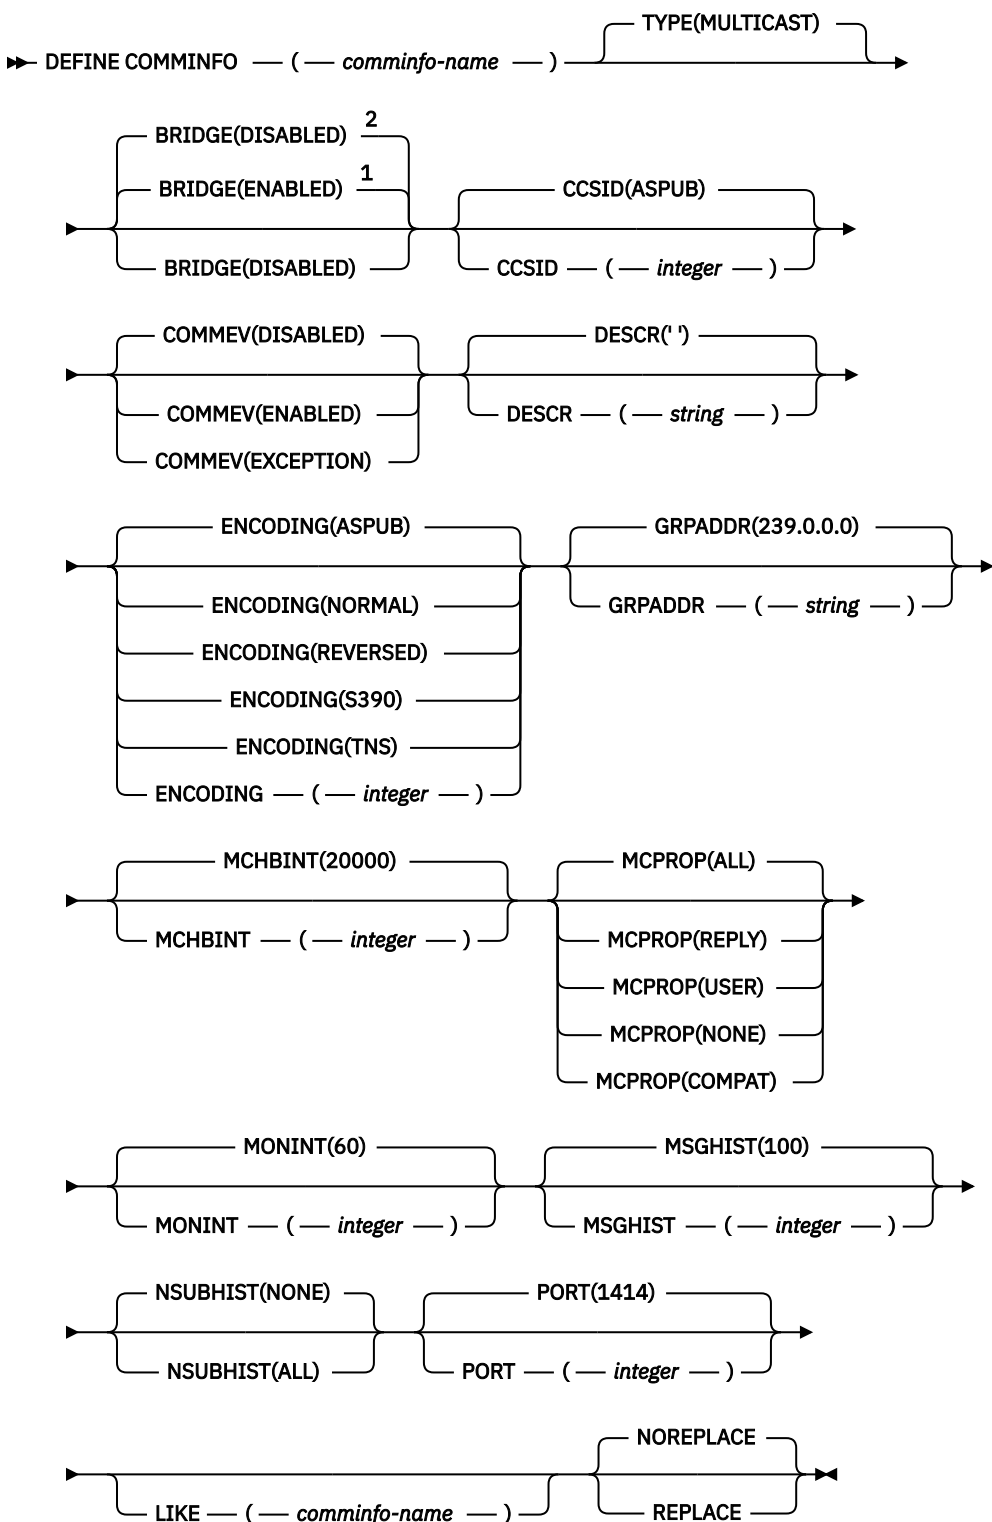 TYPE(MULTICAST)
DEFINE COMMINFO ( comminfo-name )
BRIDGE(DISABLED) 2
BRIDGE(ENABLED) 1 CCSID(ASPUB)
BRIDGE(DISABLED) CCSID ( integer )
COMMEV(DISABLED) DESCR(' ')
COMMEV(ENABLED) DESCR ( string )
COMMEV(EXCEPTION)
ENCODING(ASPUB) GRPADDR(239.0.0.0)
ENCODING(NORMAL) GRPADDR ( string )
ENCODING(REVERSED)
ENCODING(S390)
ENCODING(TNS)
ENCODING ( integer )
MCHBINT(20000) MCPROP(ALL)
MCHBINT ( integer ) MCPROP(REPLY)
MCPROP(USER)
MCPROP(NONE)
MCPROP(COMPAT)
MONINT(60) MSGHIST(100)
MONINT ( integer ) MSGHIST ( integer )
NSUBHIST(NONE) PORT(1414)
NSUBHIST(ALL) PORT ( integer )
NOREPLACE
LIKE ( comminfo-name ) REPLACE